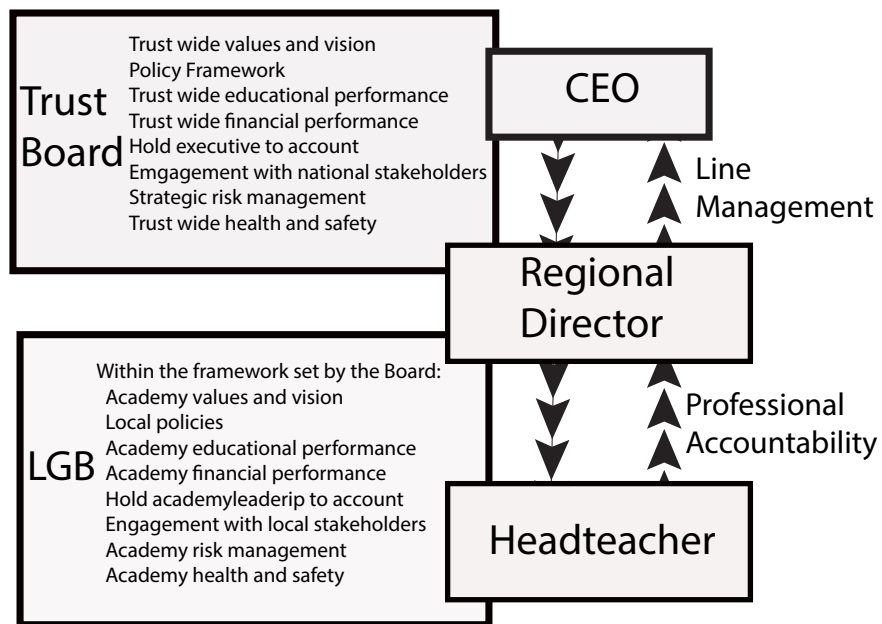 Trust
Board
Trust wide values and vision
Policy Framework
Trust wide educational performance
Trust wide financial performance
Hold executive to account
Emgagement with national stakeholders
Strategic risk management
Trust wide health and safety
CEO
Line
Management
Regional
Director
LGB
Within the framework set by the Board:
Academy values and vision
Local policies
Academy educational performance
Academy financial performance
Hold academyleaderip to account
Engagement with local stakeholders
Academy risk management
Academy health and safety
Professional
Accountability
Headteacher